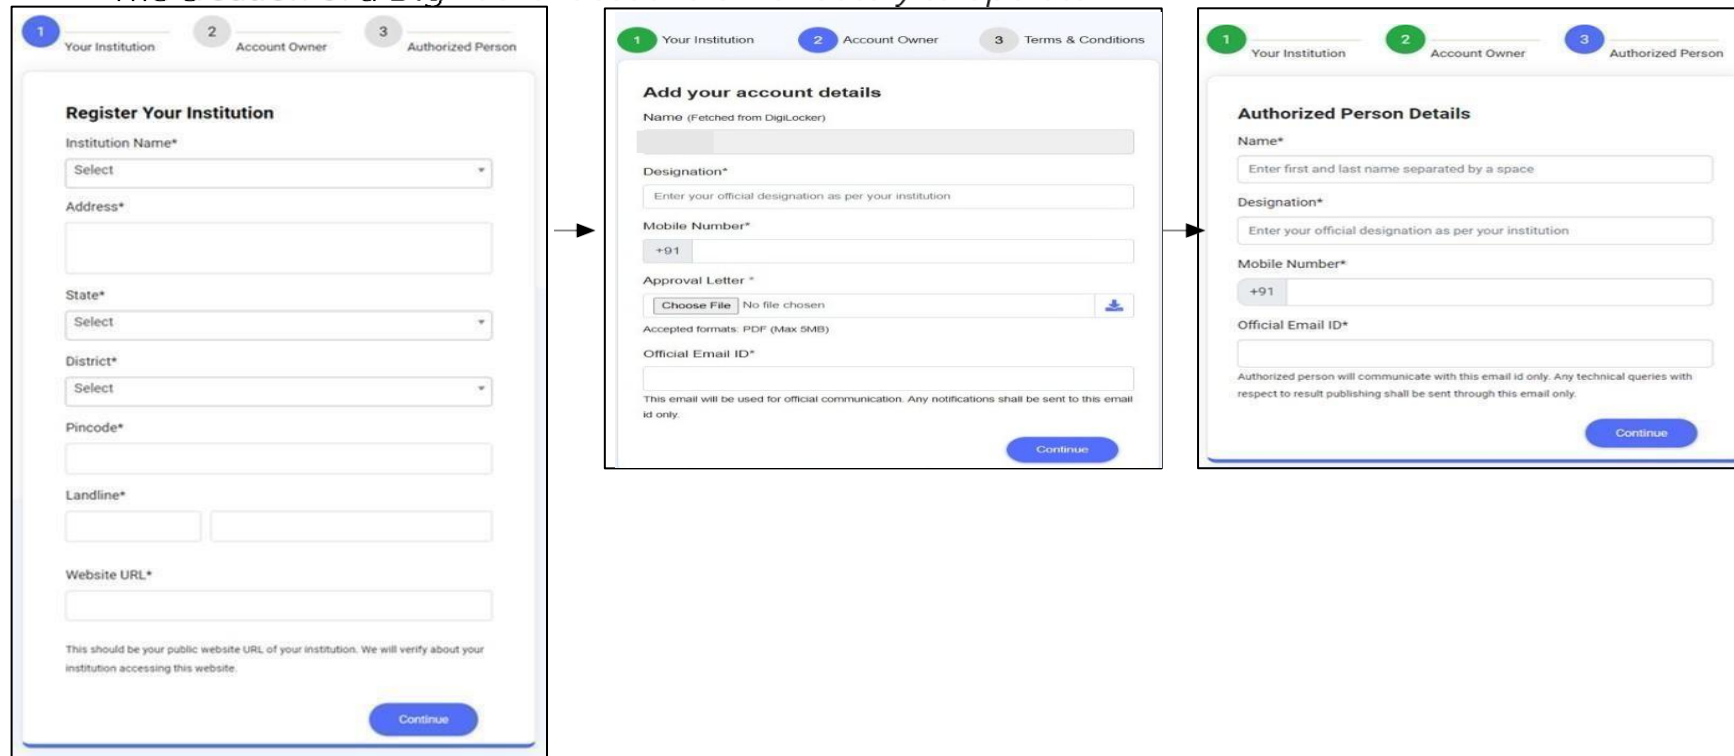 1 Your Institution 2 Account Owner 3 Authorized Person
Register Your Institution
Institution Name*
Select
Address*
State*
Select
District*
Select
Pincode*
Landline*
Website URL*
This should be your public website URL of your institution. We will verify about your
institution accessing this website.
Continue
1 Your Institution 2 Account Owner 3 Terms & Conditions
Add your account details
Name (Fetched from DigiLocker)
Designation*
Enter your official designation as per your institution
Mobile Number*
+91
Approval Letter *
Choose File No file chosen
Accepted formats: PDF (Max 5MB)
Official Email ID*
This email will be used for official communication. Any notifications shall be sent to this email
id only.
Continue
1 Your Institution 2 Account Owner 3 Authorized Person
Authorized Person Details
Name*
Enter first and last name separated by a space
Designation*
Enter your official designation as per your institution
Mobile Number*
+91
Official Email ID*
Authorized person will communicate with this email id only. Any technical queries with
respect to result publishing shall be sent through this email only.
Continue